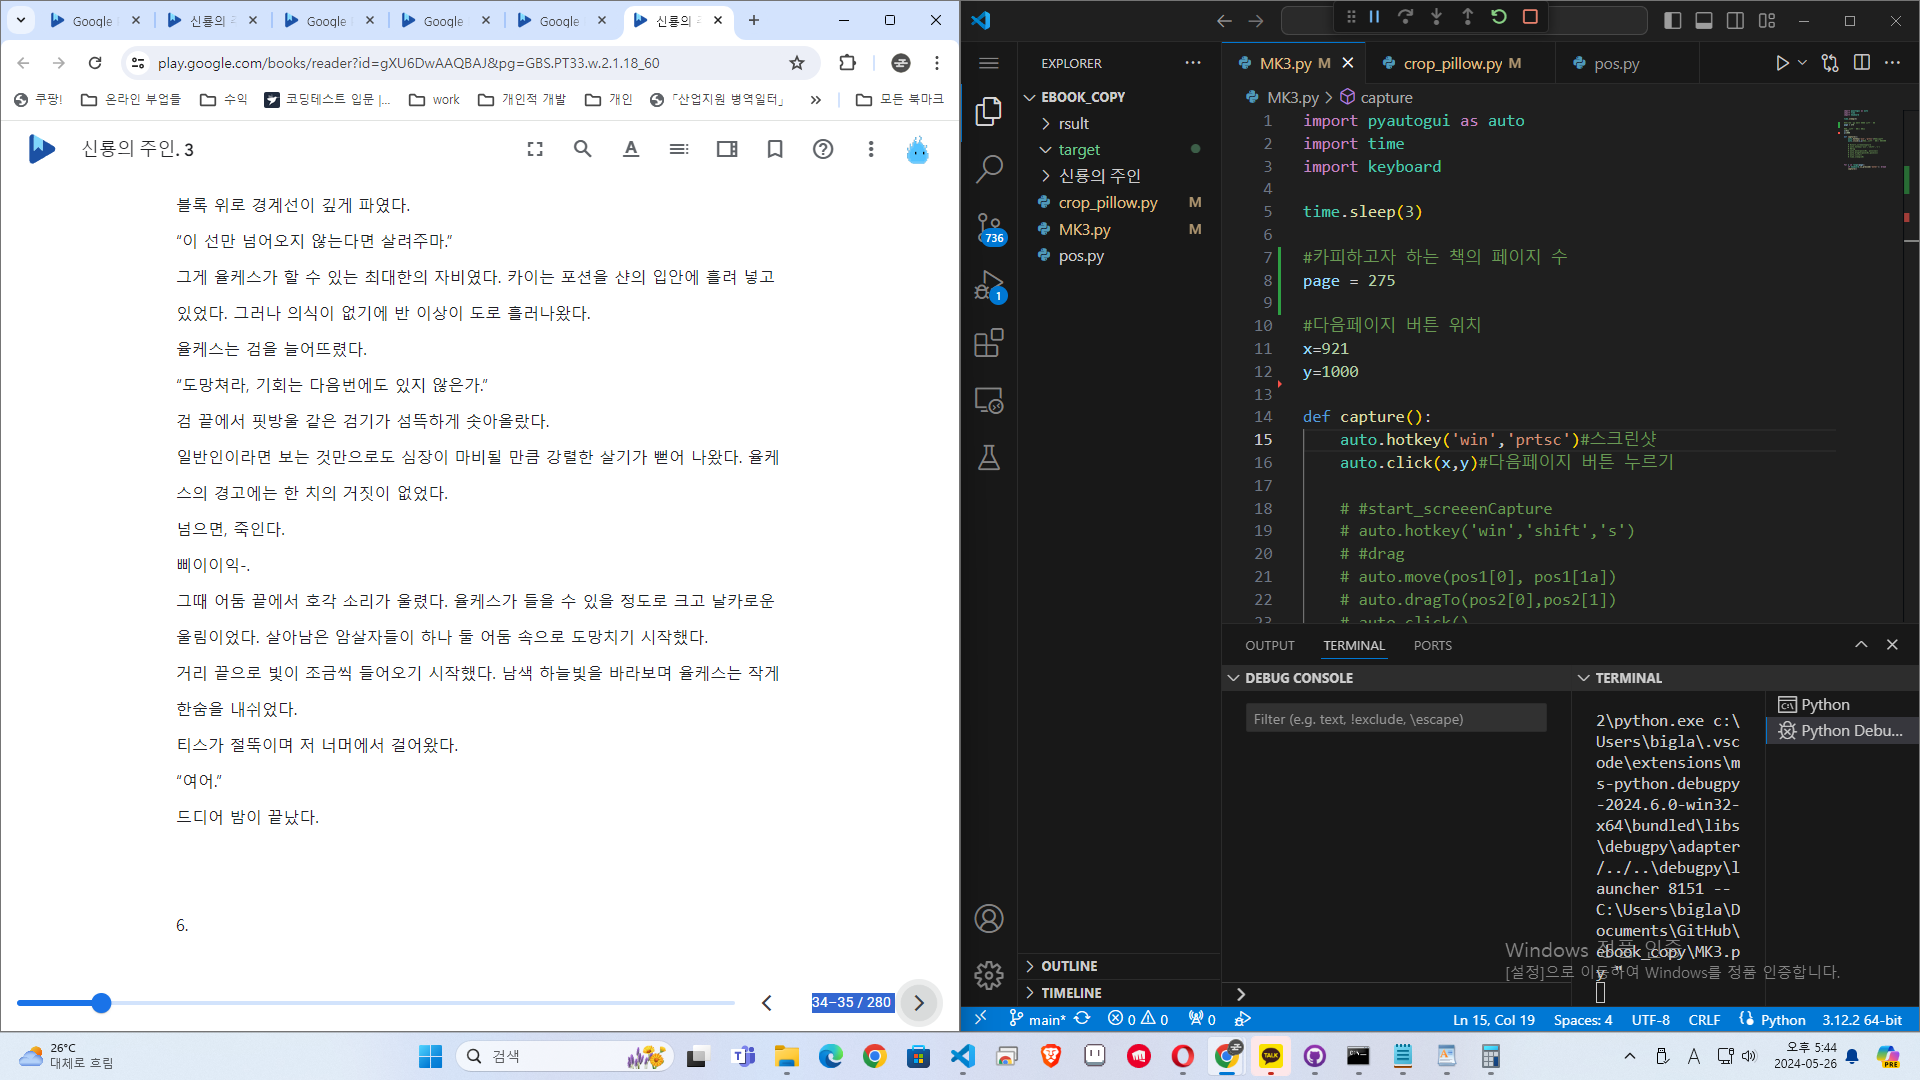 Google
신룡의 주
Google
Google
Google
신룡의 주
play.google.com/books/reader?id=gXU6DwAAQBAJ&pg=GBS.PT33.w.2.1.18_60
쿠팡!
온라인 부업들
수익
코딩테스트 입문 |...
work
개인적 개발
개인
「산업지원 병역일터」
모든 북마크
신룡의 주인. 3
블록 위로 경계선이 깊게 파였다.
“이 선만 넘어오지 않는다면 살려주마.”
그게 율케스가 할 수 있는 최대한의 자비였다. 카이는 포션을 샨의 입안에 흘려 넣고
있었다. 그러나 의식이 없기에 반 이상이 도로 흘러나왔다.
율케스는 검을 늘어뜨렸다.
“도망쳐라, 기회는 다음번에도 있지 않은가.”
검 끝에서 핏방울 같은 검기가 섬뜩하게 솟아올랐다.
일반인이라면 보는 것만으로도 심장이 마비될 만큼 강렬한 살기가 뻗어 나왔다. 율케
스의 경고에는 한 치의 거짓이 없었다.
넘으면, 죽인다.
삐이이익-.
그때 어둠 끝에서 호각 소리가 울렸다. 율케스가 들을 수 있을 정도로 크고 날카로운
울림이었다. 살아남은 암살자들이 하나 둘 어둠 속으로 도망치기 시작했다.
거리 끝으로 빛이 조금씩 들어오기 시작했다. 남색 하늘빛을 바라보며 율케스는 작게
한숨을 내쉬었다.
티스가 절뚝이며 저 너머에서 걸어왔다.
“여어.”
드디어 밤이 끝났다.
6.
34–35 / 280
EXPLORER
EBOOK_COPY
rsult
target
신룡의 주인
crop_pillow.py M
MK3.py M
pos.py
736
1
OUTLINE
TIMELINE
MK3.py M
crop_pillow.py M
pos.py
MK3.py > capture
1 import pyautogui as auto
2 import time
3 import keyboard
4
5 time.sleep(3)
6
7 #카피하고자 하는 책의 페이지 수
8 page = 275
9
10 #다음페이지 버튼 위치
11 x=921
12 y=1000
13
14 def capture():
15 auto.hotkey('win','prtsc')#스크린샷
16 auto.click(x,y)#다음페이지 버튼 누르기
17
18 # #start_screeenCapture
19 # auto.hotkey('win','shift','s')
20 # #drag
21 # auto.move(pos1[0], pos1[1a])
22 # auto.dragTo(pos2[0],pos2[1])
23 # auto.click()
OUTPUT
TERMINAL
PORTS
DEBUG CONSOLE
Filter (e.g. text, !exclude, \escape)
TERMINAL
2\python.exe c:\
Users\bigla\.vsc
ode\extensions\m
s-python.debugpy
-2024.6.0-win32-
x64\bundled\libs
\debugpy\adapter
/../..\debugpy\l
auncher 8151 --
C:\Users\bigla\D
ocuments\GitHub\
ebook_copy\MK3.p
y "
Python
Python Debu...
Windows 정품 인증
[설정]으로 이동하여 Windows를 정품 인증합니다.
main*
0 0
0
Ln 15, Col 19
Spaces: 4
UTF-8
CRLF
Python
3.12.2 64-bit
26°C
대체로 흐림
검색
TALK
A
오후 5:44
2024-05-26
PRE